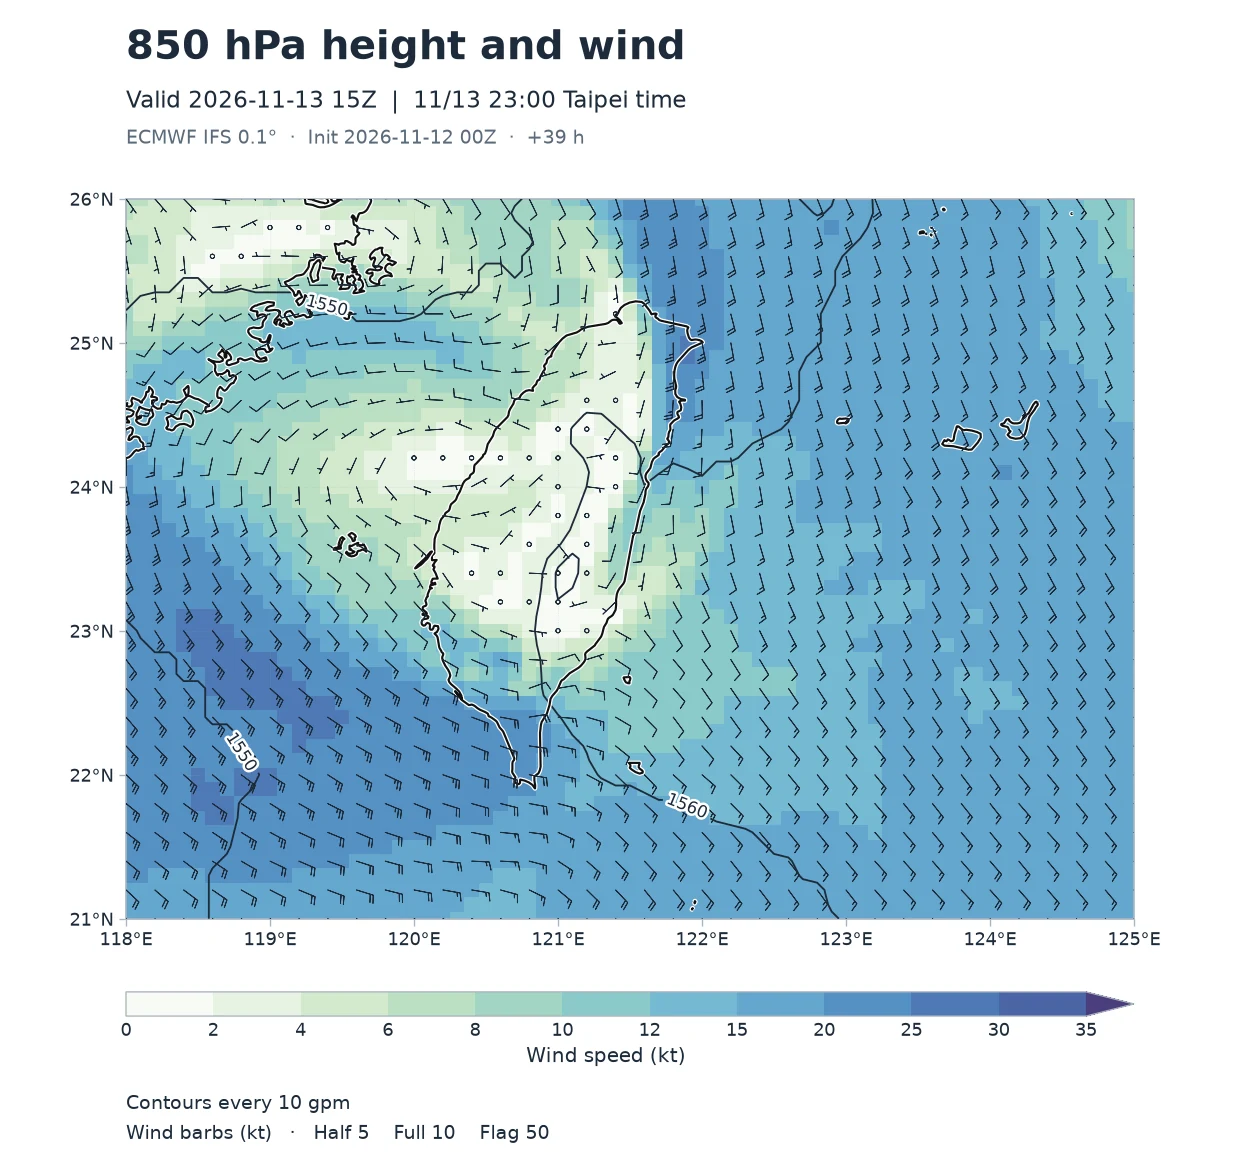 850 hPa height and wind
Valid 2026-11-13 15Z | 11/13 23:00 Taipei time
ECMWF IFS 0.1° · Init 2026-11-12 00Z · +39 h
26°N
25°N
24°N
23°N
22°N
21°N
1550
1550
1560
118°E 119°E 120°E 121°E 122°E 123°E 124°E 125°E
0 2 4 6 8 10 12 15 20 25 30 35
Wind speed (kt)
Contours every 10 gpm
Wind barbs (kt) · Half 5 Full 10 Flag 50